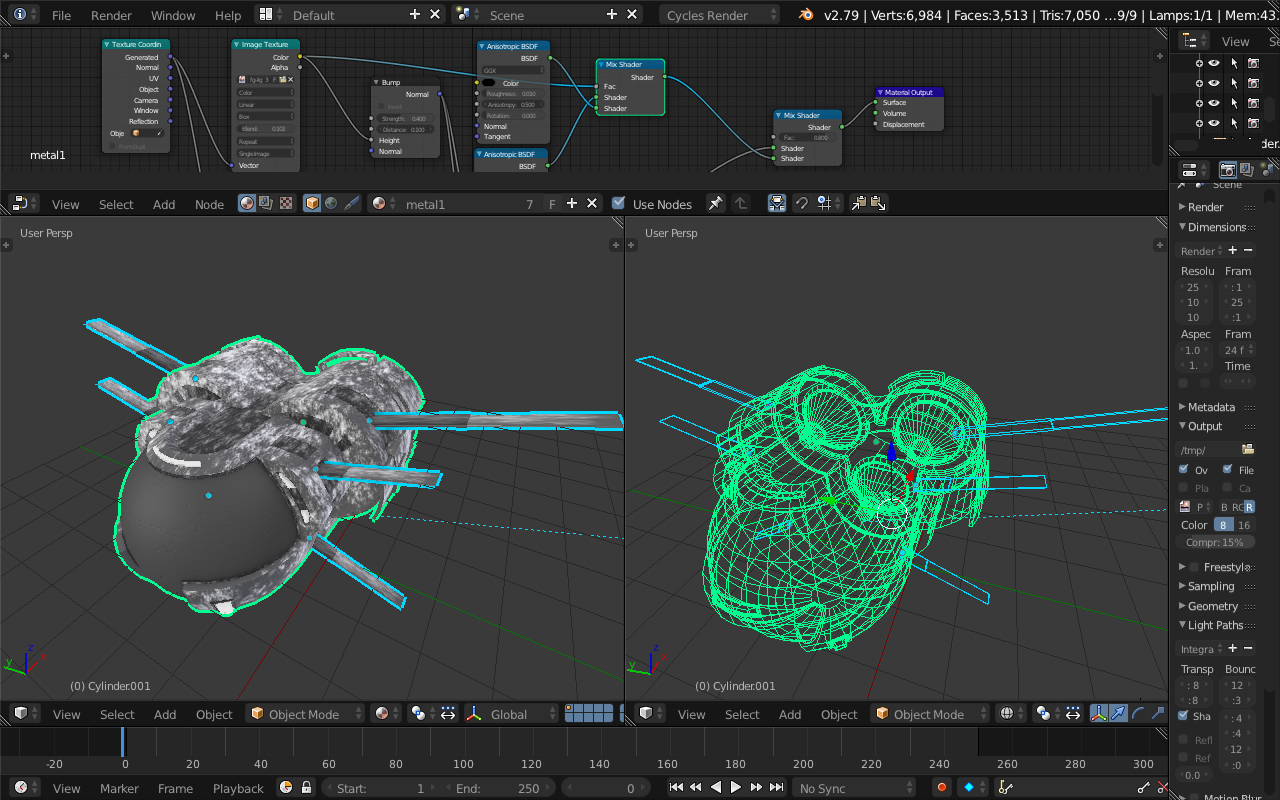 File Render Window Help Default Scene Cycles Render v2.79 | Verts:6,984 | Faces:3,513 | Tris:7,050 ...9/9 | Lamps:1/1 | Mem:43.
Texture Coordin
Generated
Normal
UV
Object
Camera
Window
Reflection
Obje
Image Texture
Color
Alpha
Color
Linear
Box
Blend: 0.102
Repeat
Single Image
Vector
Bump
Normal
Invert
Strength: 0.400
Distance: 0.100
Height
Normal
Anisotropic BSDF
BSDF
GGX
Color
Roughness: 0.010
Anisotropy: 0.500
Rotation: 0.000
Normal
Tangent
Anisotropic BSDF
BSDF
Mix Shader
Shader
Fac
Shader
Shader
Mix Shader
Shader
Fac: 0.800
Shader
Shader
Material Output
Surface
Volume
Displacement
metal1
View Select Add Node metal1 7 F Use Nodes
User Persp
(0) Cylinder.001
View Select Add Object Object Mode Global
User Persp
(0) Cylinder.001
View Select Add Object Object Mode
-20 0 20 40 60 80 100 120 140 160 180 200 220 240 260 280 300
View Marker Frame Playback Start: 1 End: 250 0 No Sync
View
Se
der.
Scene
Render
Dimensions
Render
Resolu Fram
25 : 1
10 25
10 :1
Aspec Fram
1.0 24 f
1. Time
Metadata
Output
/tmp/
Ov File
Pla Ca
P B RG R
Color 8 16
Compr: 15%
Freestyle
Sampling
Geometry
Light Paths
Integra
Transp Bounc
: 8 12
:8 :3
Sha :4
Refl :4
Ref 12
0.0 :0
Motion Blur